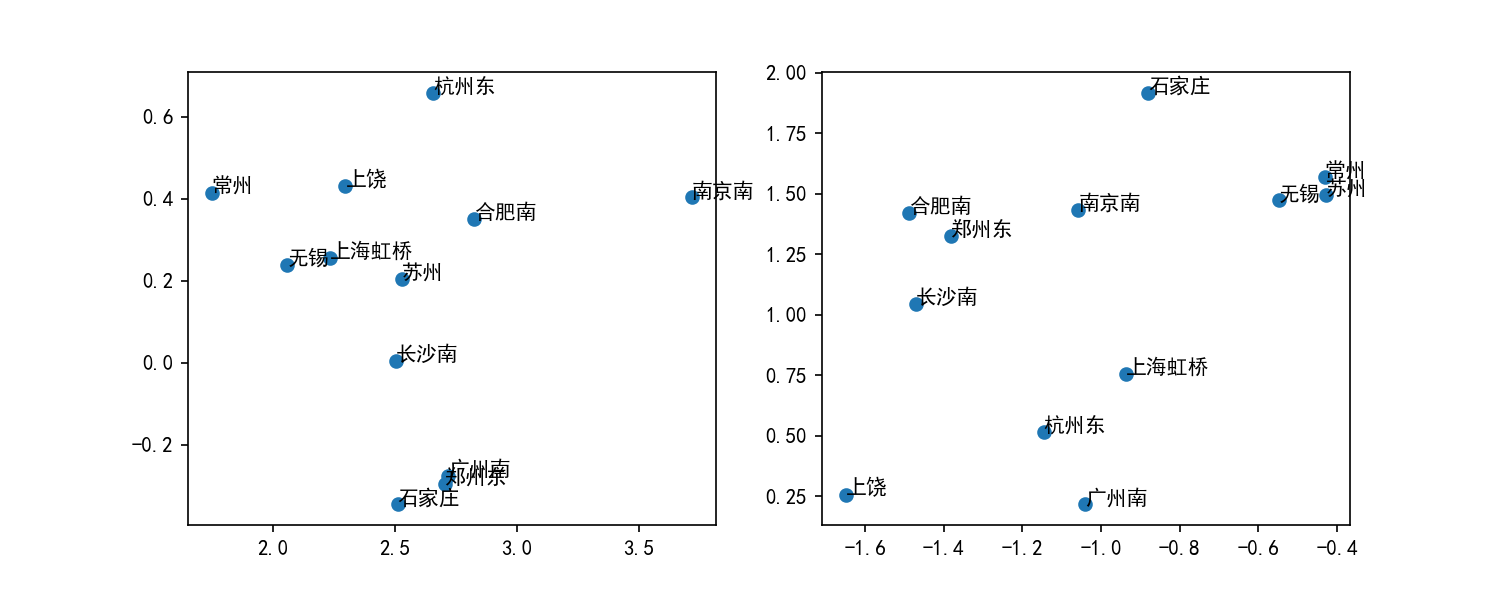 杭州东
0.6
常州
上饶
0.4
南京南
合肥南
无锡
上海虹桥
0.2
苏州
长沙南
0.0
-0.2
广州南
郑州东
石家庄
2.0
2.5
3.0
3.5
2.00
石家庄
1.75
常州
苏州
无锡
1.50
合肥南
南京南
郑州东
1.25
长沙南
1.00
上海虹桥
0.75
杭州东
0.50
上饶
广州南
0.25
-1.6
-1.4
-1.2
-1.0
-0.8
-0.6
-0.4